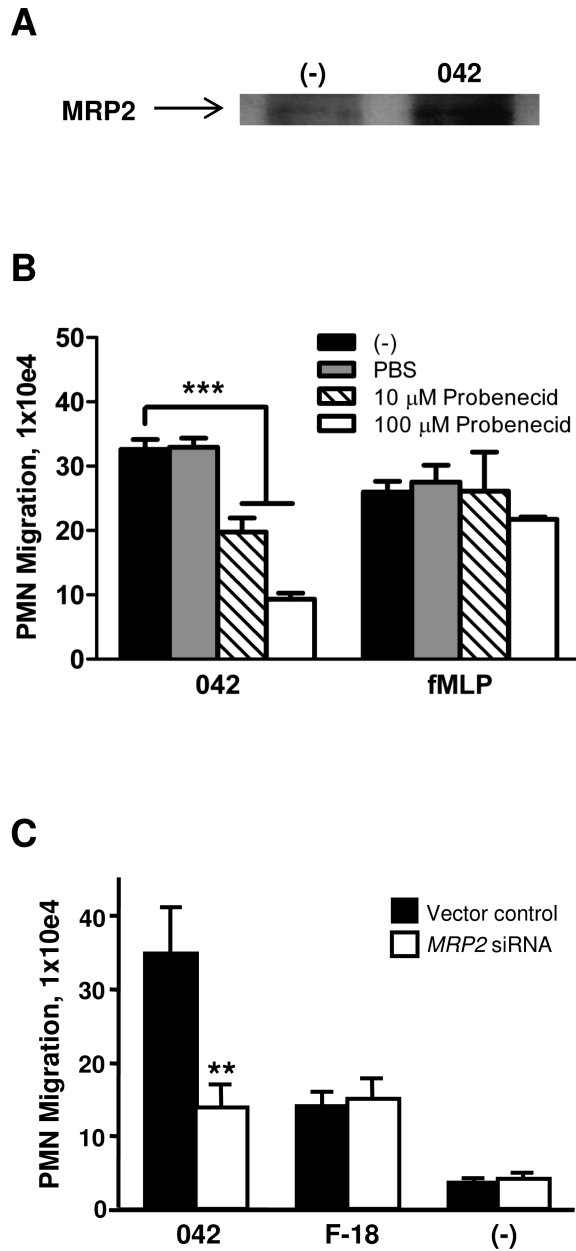 A
(-) 042
MRP2
B
PMN Migration, 1x10e4
50
40
30
20
10
0
***
(-)
PBS
10 μM Probenecid
100 μM Probenecid
042 fMLP
C
PMN Migration, 1x10e4
40
30
20
10
0
**
Vector control
MRP2 siRNA
042 F-18 (-)